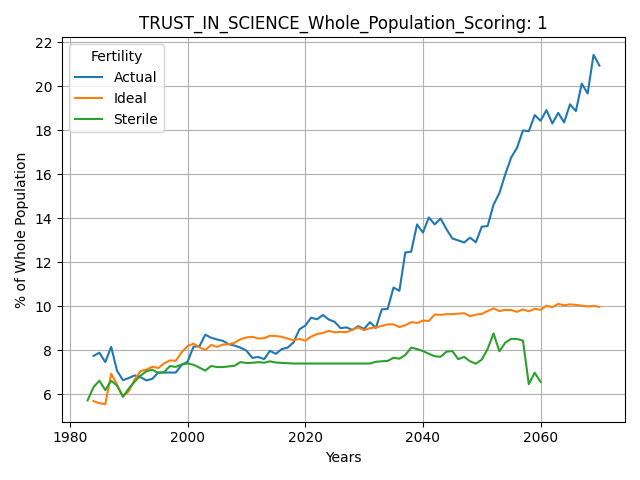 TRUST_IN_SCIENCE_Whole_Population_Scoring: 1
Fertility
Actual
Ideal
Sterile
% of Whole Population
22
20
18
16
14
12
10
8
6
1980
2000
2020
2040
2060
Years